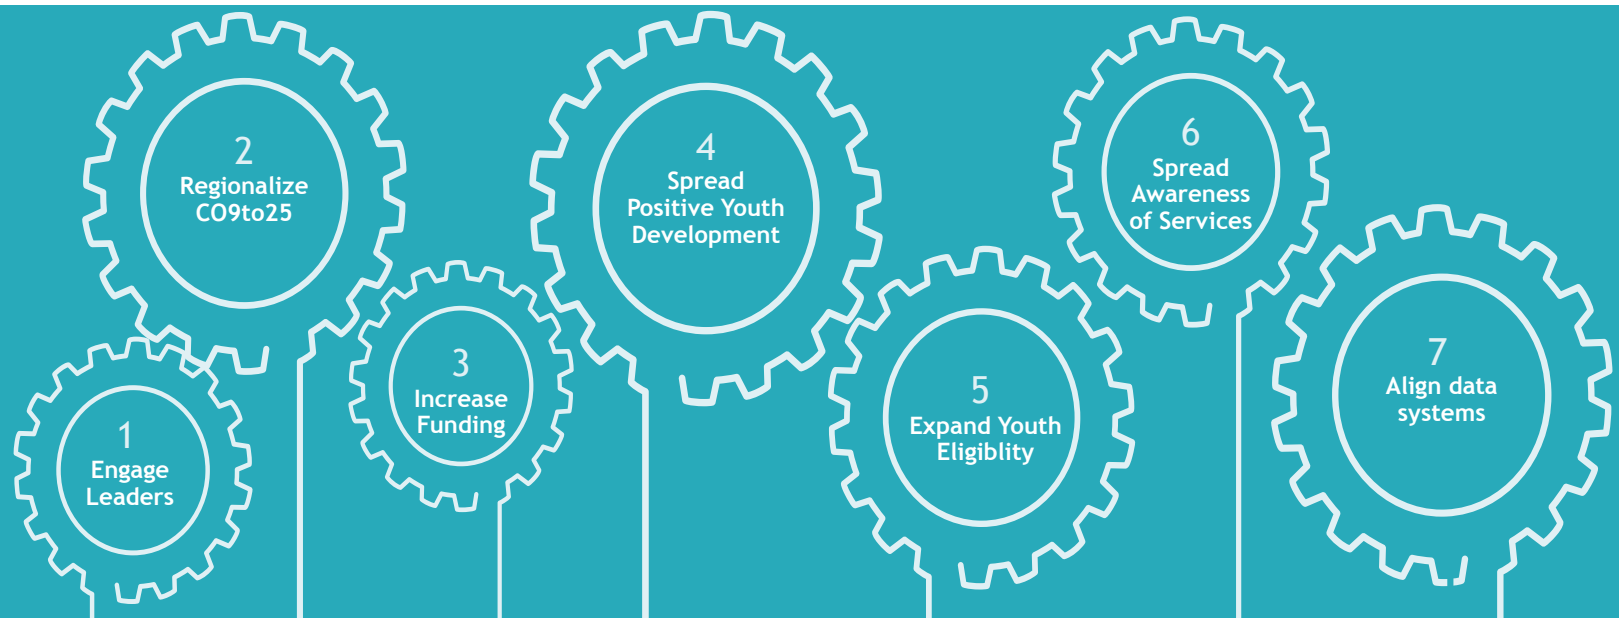 1
Engage
Leaders
2
Regionalize
CO9to25
3
Increase
Funding
4
Spread
Positive Youth
Development
5
Expand Youth
Eligiblity
6
Spread
Awareness
of Services
7
Align data
systems